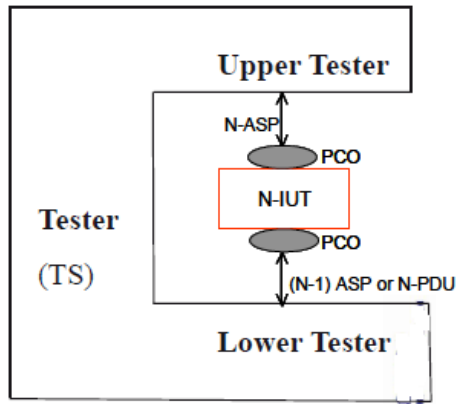 Upper Tester
N-ASP
PCO
N-IUT
Tester
(TS)
PCO
(N-1) ASP or N-PDU
Lower Tester